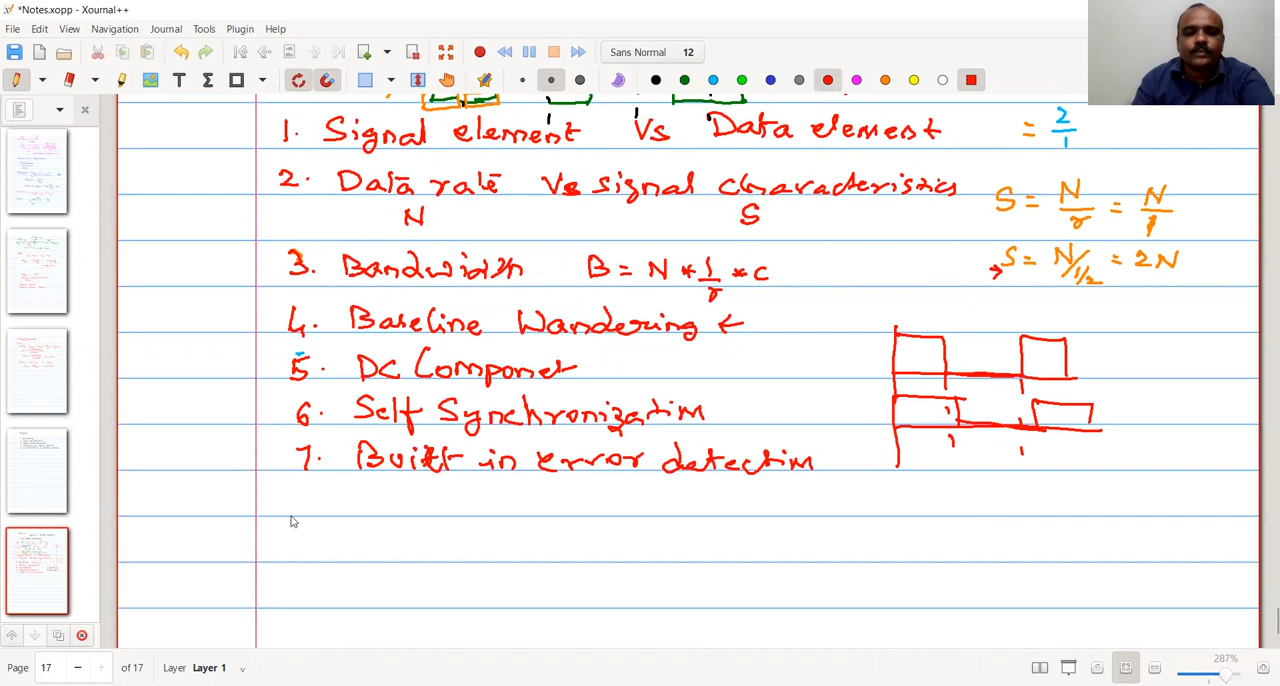 *Notes.xopp - Xournal++
File Edit View Navigation Journal Tools Plugin Help
Sans Normal 12
1. Signal element Vs Data element = 2/1
2. Data rate Vs signal characteristics
N S
S = N/r = N/1
3. Bandwidth B = N * 1/r * c
→ S = N/1/2 = 2N
4. Baseline Wandering ←
5. DC Componet
6. Self Synchronization
7. Built in error detection
Page 17 of 17 Layer Layer 1 287%